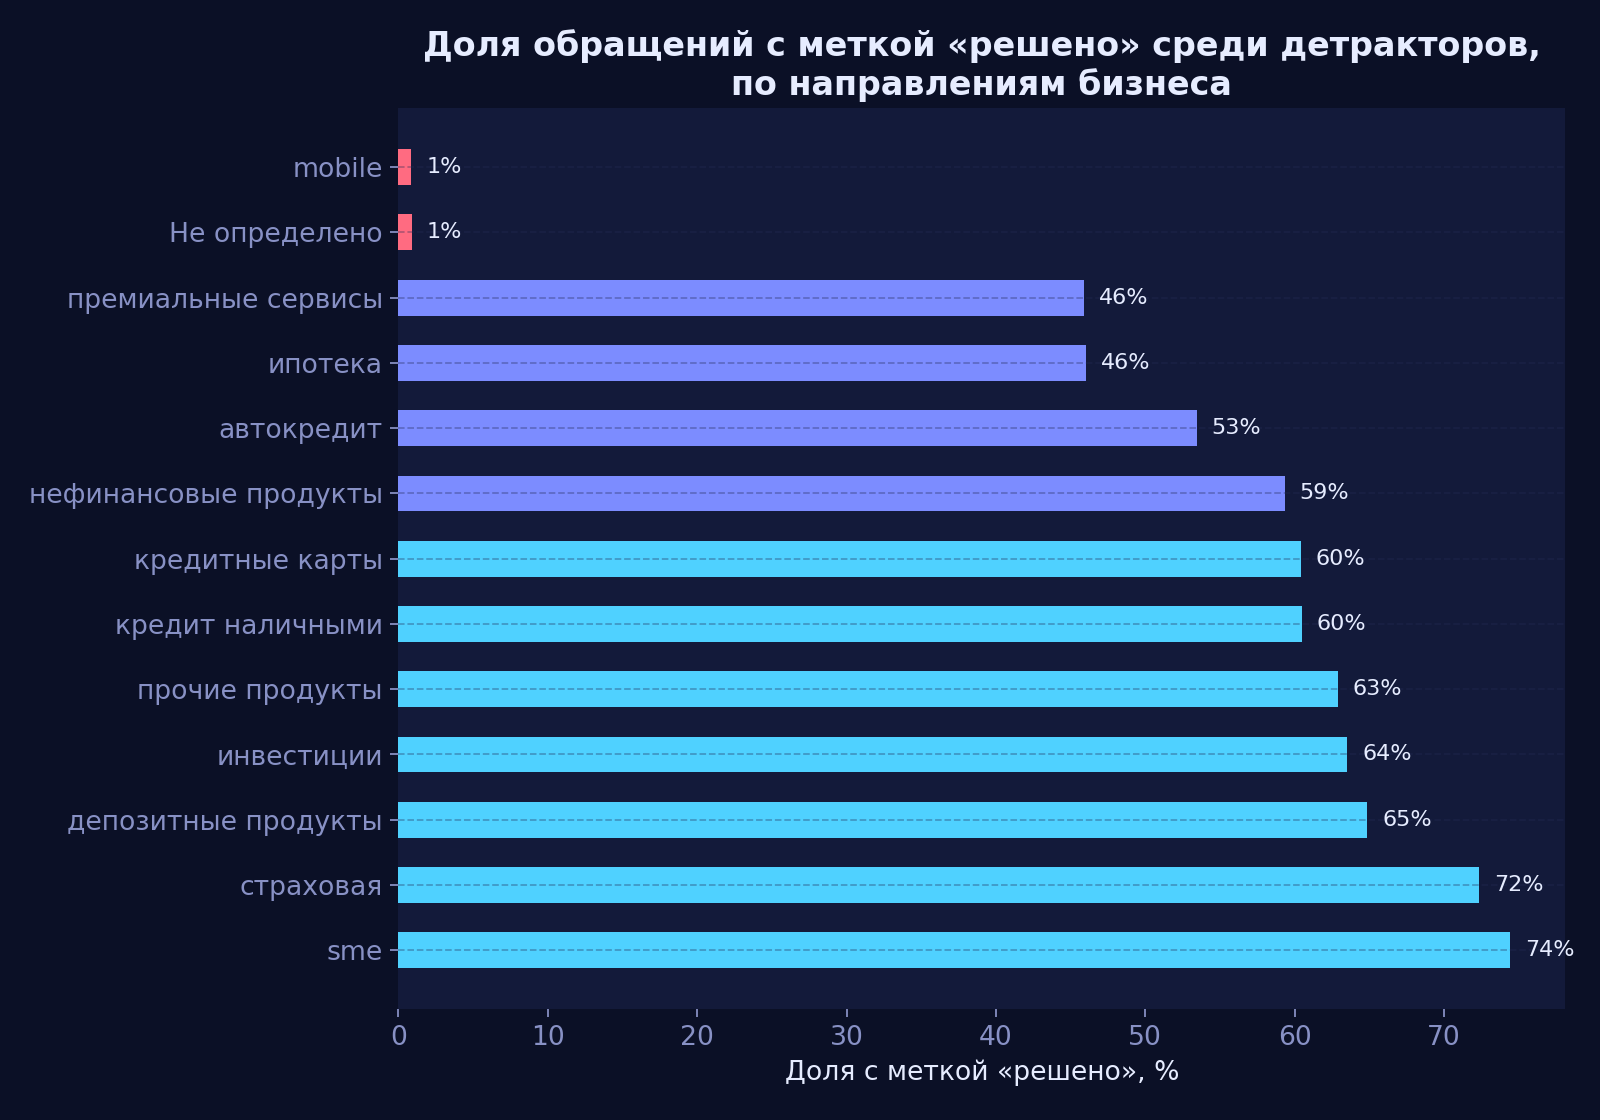 Доля обращений с меткой «решено» среди детракторов,
по направлениям бизнеса
mobile 1%
Не определено 1%
премиальные сервисы 46%
ипотека 46%
автокредит 53%
нефинансовые продукты 59%
кредитные карты 60%
кредит наличными 60%
прочие продукты 63%
инвестиции 64%
депозитные продукты 65%
страховая 72%
sme 74%
0 10 20 30 40 50 60 70
Доля с меткой «решено», %